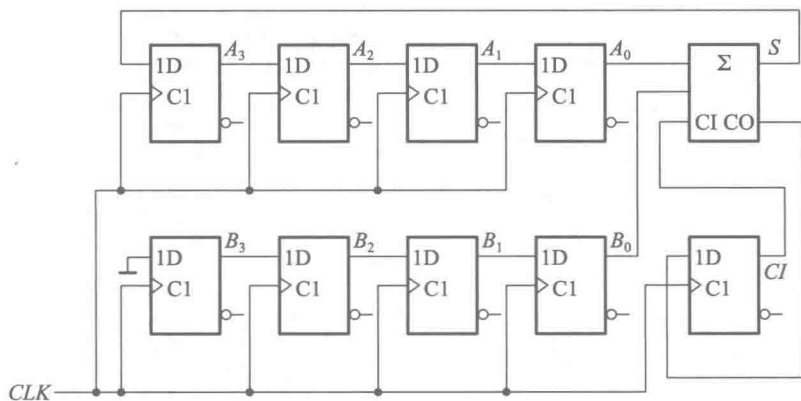 A₃ A₂ A₁ A₀ S
1D 1D 1D 1D Σ
C1 C1 C1 C1
CI CO
B₃ B₂ B₁ B₀
1D 1D 1D 1D 1D CI
C1 C1 C1 C1 C1
CLK